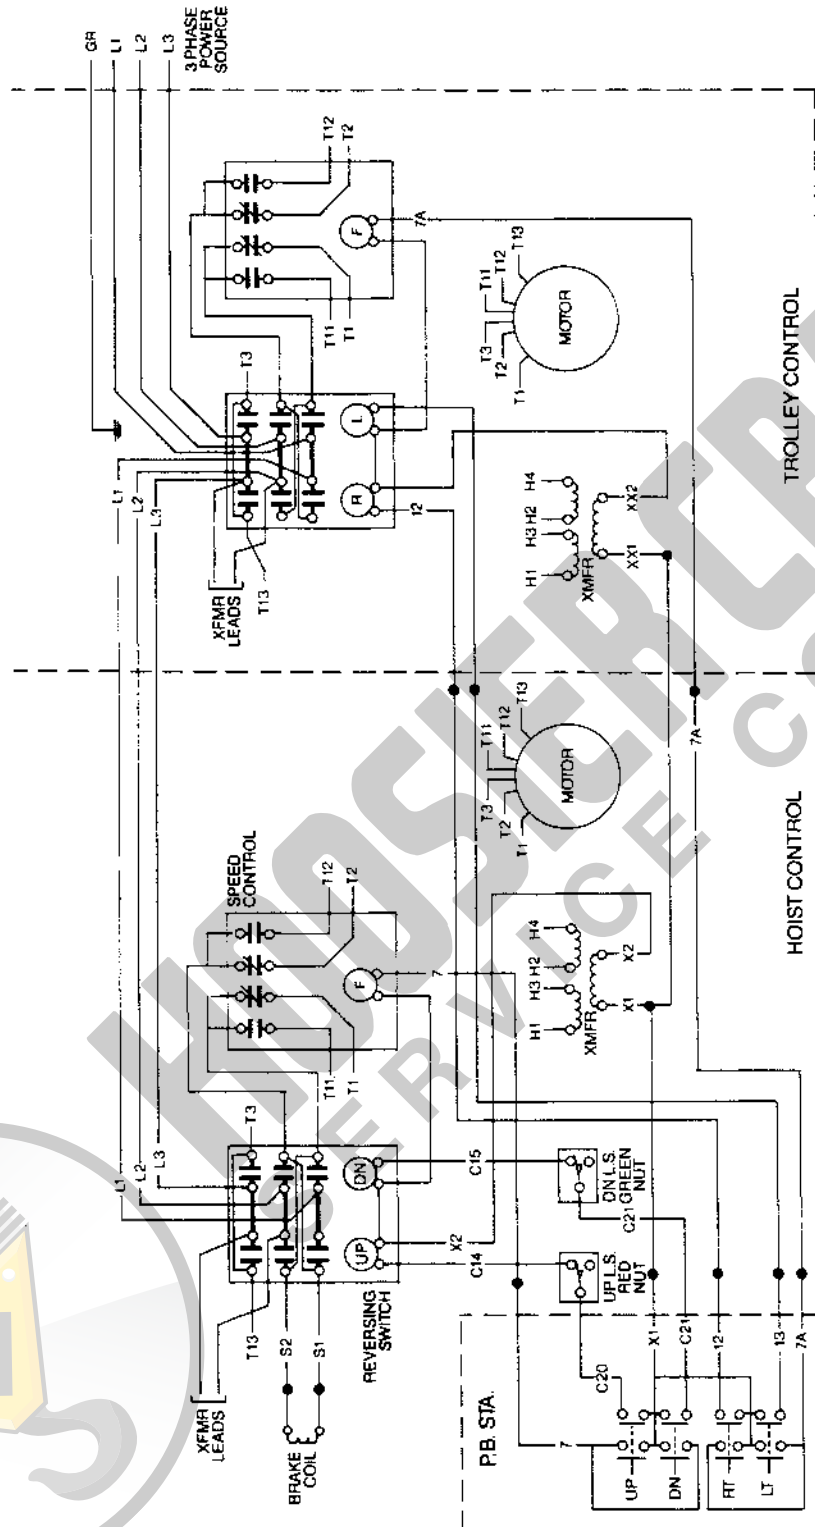 GR
L1
L2
L3
3 PHASE
POWER
SOURCE
T12
T2
F
7A
T11
T1
T3
L
R
12
L1
L2
L3
XFMR
LEADS
T13
T3
T11
T2
T12
T1
T13
MOTOR
H1
H3
H2
H4
XMFR
XX1
XX2
TROLLEY CONTROL
SPEED
CONTROL
T12
T2
F
7
T11
T1
T3
L1
L2
L3
DN
UP
C15
X2
C14
XFMR
LEADS
T13
S2
S1
REVERSING
SWITCH
BRAKE
COIL
T3
T11
T2
T12
T1
T13
MOTOR
7A
H1
H3
H2
H4
XMFR
X1
X2
HOIST CONTROL
DN L.S.
GREEN
NUT
C21
UP L.S.
RED
NUT
P.B. STA.
C20
X1
C21
12
13
7A
7
UP
DN
RT
LT
HOOSIER
SERVICE